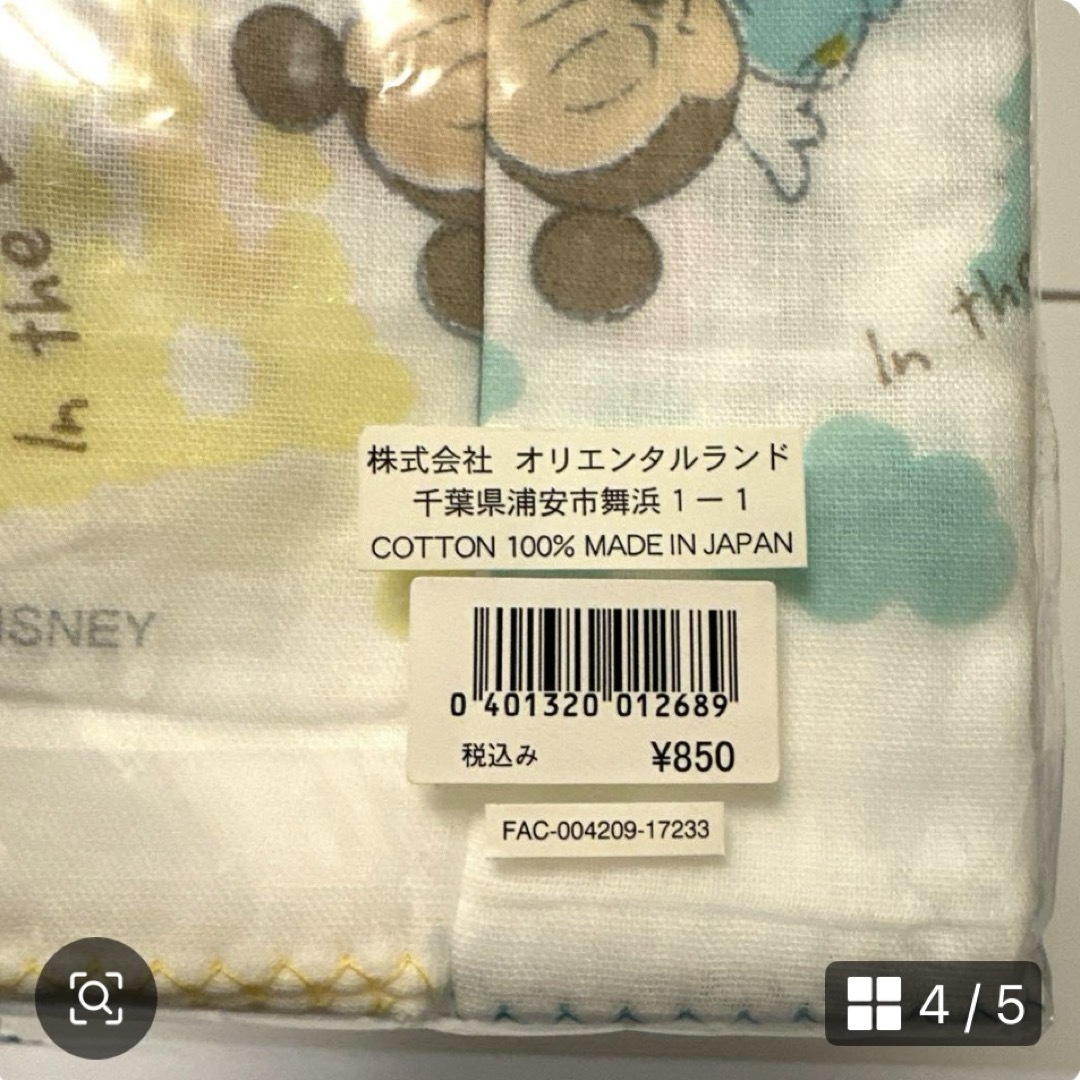 In the
In the
株式会社 オリエンタルランド
千葉県浦安市舞浜1ー1
COTTON 100% MADE IN JAPAN
0 401320 012689
税込み ¥850
FAC-004209-17233
4 / 5